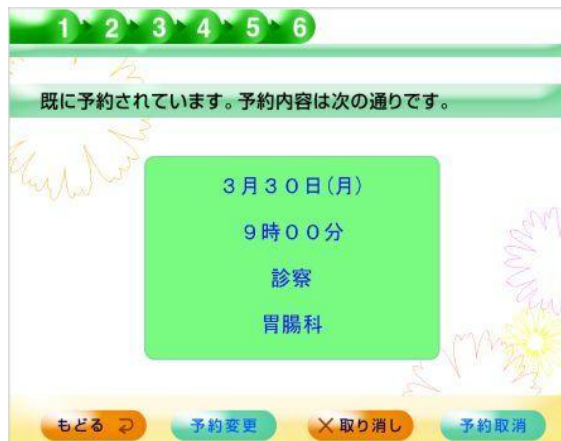 1 2 3 4 5 6
既に予約されています。予約内容は次の通りです。
3月30日(月)
9時00分
診察
胃腸科
もどる 予約変更 取り消し 予約取消